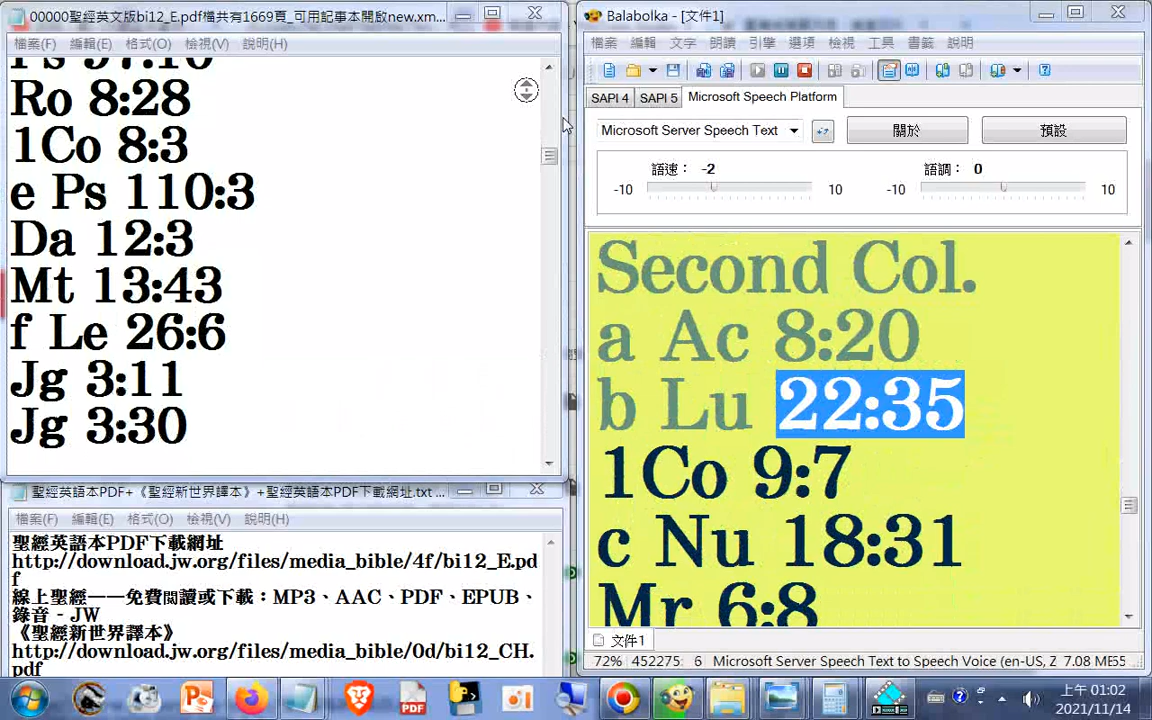 00000聖經英文版bi12_E.pdf檔共有1669頁_可用記事本開啟new.xm...
檔案(F) 編輯(E) 格式(O) 檢視(V) 說明(H)
Ps 97:10
Ro 8:28
1Co 8:3
e Ps 110:3
Da 12:3
Mt 13:43
f Le 26:6
Jg 3:11
Jg 3:30
聖經英語本PDF+《聖經新世界譯本》+聖經英語本PDF下載網址.txt ...
檔案(F) 編輯(E) 格式(O) 檢視(V) 說明(H)
聖經英語本PDF下載網址
http://download.jw.org/files/media_bible/4f/bi12_E.pd
f
線上聖經——免費閱讀或下載：MP3、AAC、PDF、EPUB、
錄音 - JW
《聖經新世界譯本》
http://download.jw.org/files/media_bible/0d/bi12_CH.
pdf
Balabolka - [文件1]
檔案 編輯 文字 朗讀 引擎 選項 檢視 工具 書籤 說明
SAPI 4 SAPI 5 Microsoft Speech Platform
Microsoft Server Speech Text 關於 預設
語速： -2 語調： 0
-10 10 -10 10
Second Col.
a Ac 8:20
b Lu 22:35
1Co 9:7
c Nu 18:31
Mr 6:8
文件1
72% 452275: 6 Microsoft Server Speech Text to Speech Voice (en-US, Z 7.08 ME55
PDF
上午 01:02
2021/11/14